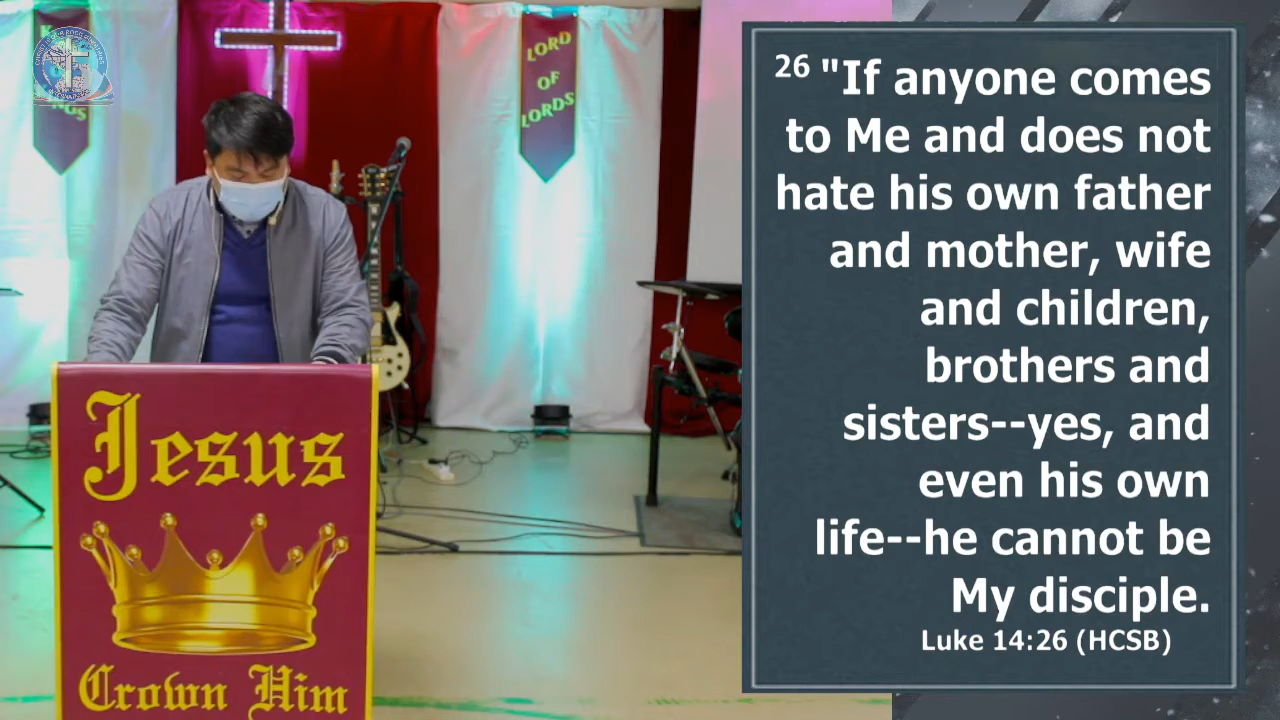 LORD
OF
LORDS
Jesus
Crown Him
26 "If anyone comes
to Me and does not
hate his own father
and mother, wife
and children,
brothers and
sisters--yes, and
even his own
life--he cannot be
My disciple.
Luke 14:26 (HCSB)